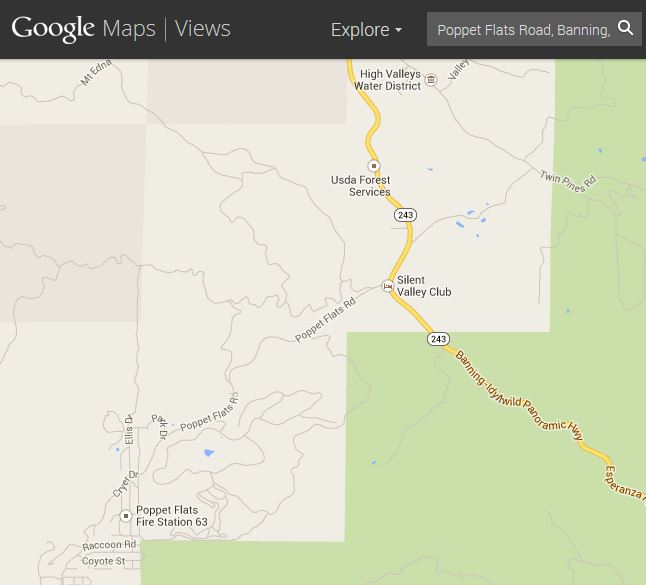 Google Maps | Views
Explore
Poppet Flats Road, Banning,
Mt Edna
High Valleys
Water District
Valley
Usda Forest
Services
Twin Pines Rd
243
Silent
Valley Club
Poppet Flats Rd
243
Banning-Idyllwild Panoramic Hwy
Esperanza
Poppet Flats Rd
Park Dr
Ellis Dr
Cryer Dr
Poppet Flats
Fire Station 63
Raccoon Rd
Coyote St